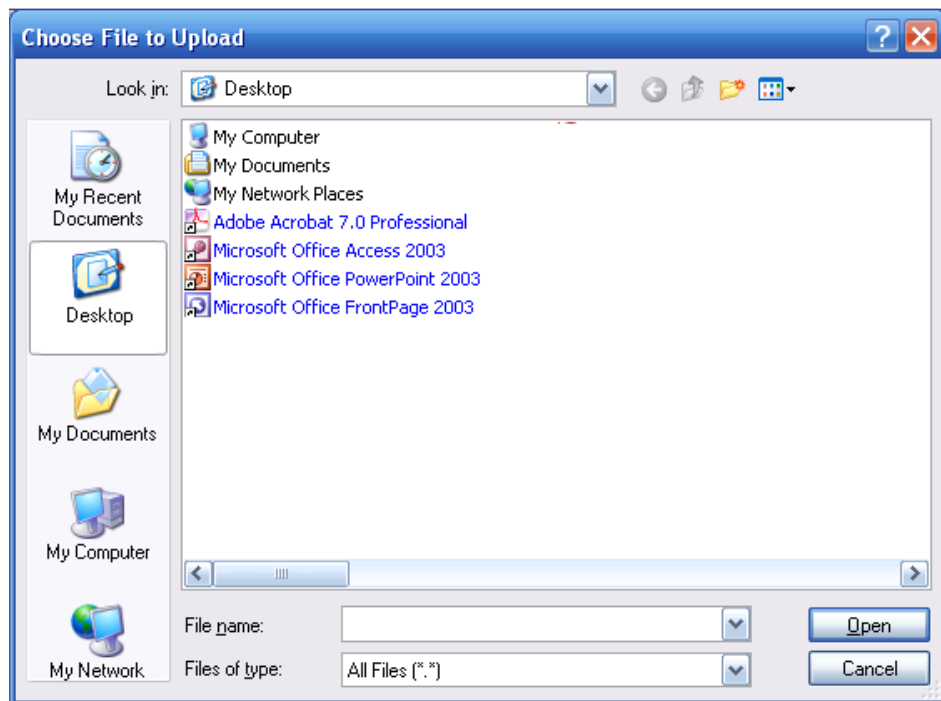 Choose File to Upload
Look in:
Desktop
My Recent
Documents
Desktop
My Documents
My Computer
My Network
My Computer
My Documents
My Network Places
Adobe Acrobat 7.0 Professional
Microsoft Office Access 2003
Microsoft Office PowerPoint 2003
Microsoft Office FrontPage 2003
File name:
Open
Files of type:
All Files (*.*)
Cancel